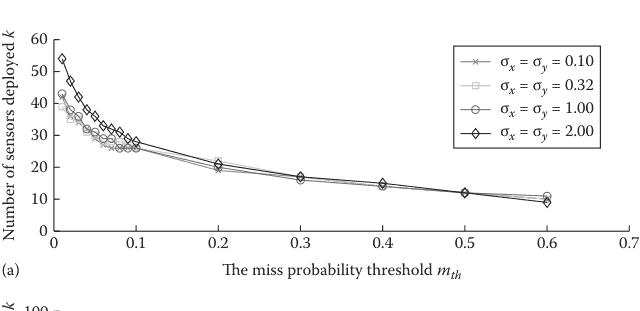 60
50
40
30
20
10
0
Number of sensors deployed k
σx = σy = 0.10
σx = σy = 0.32
σx = σy = 1.00
σx = σy = 2.00
0 0.1 0.2 0.3 0.4 0.5 0.6 0.7
(a) The miss probability threshold mth
k
100